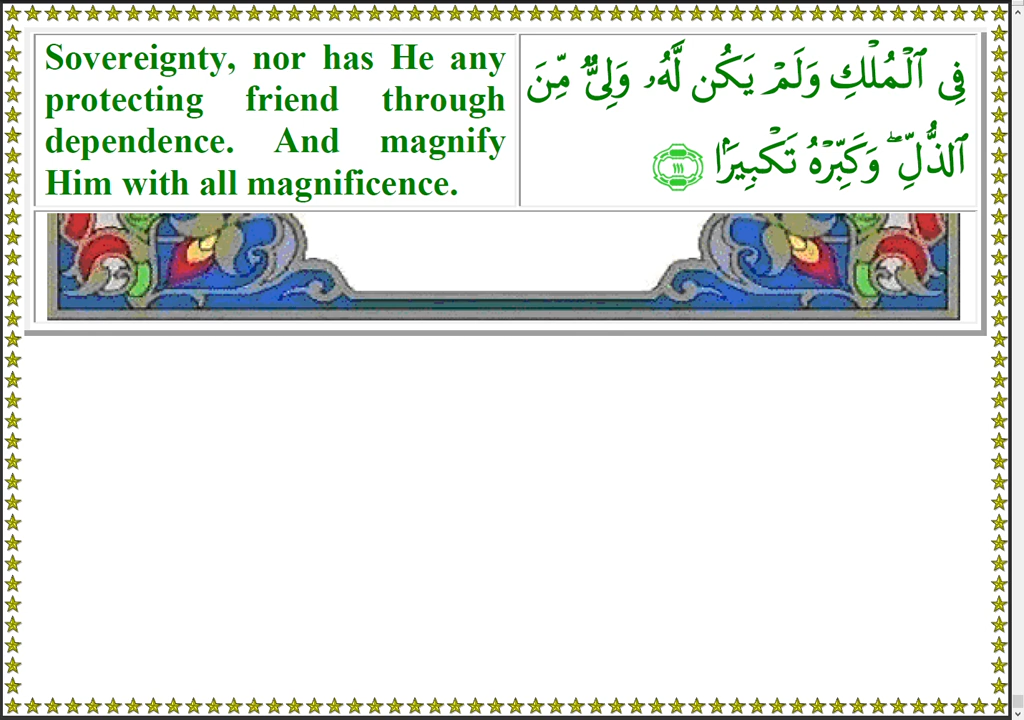 Sovereignty, nor has He any
protecting friend through
dependence. And magnify
Him with all magnificence.
فِى ٱلْمُلْكِ وَلَمْ يَكُن لَّهُۥ وَلِىٌّ مِّنَ
ٱلذُّلِّ ۖ وَكَبِّرْهُ تَكْبِيرًۢا ١١١